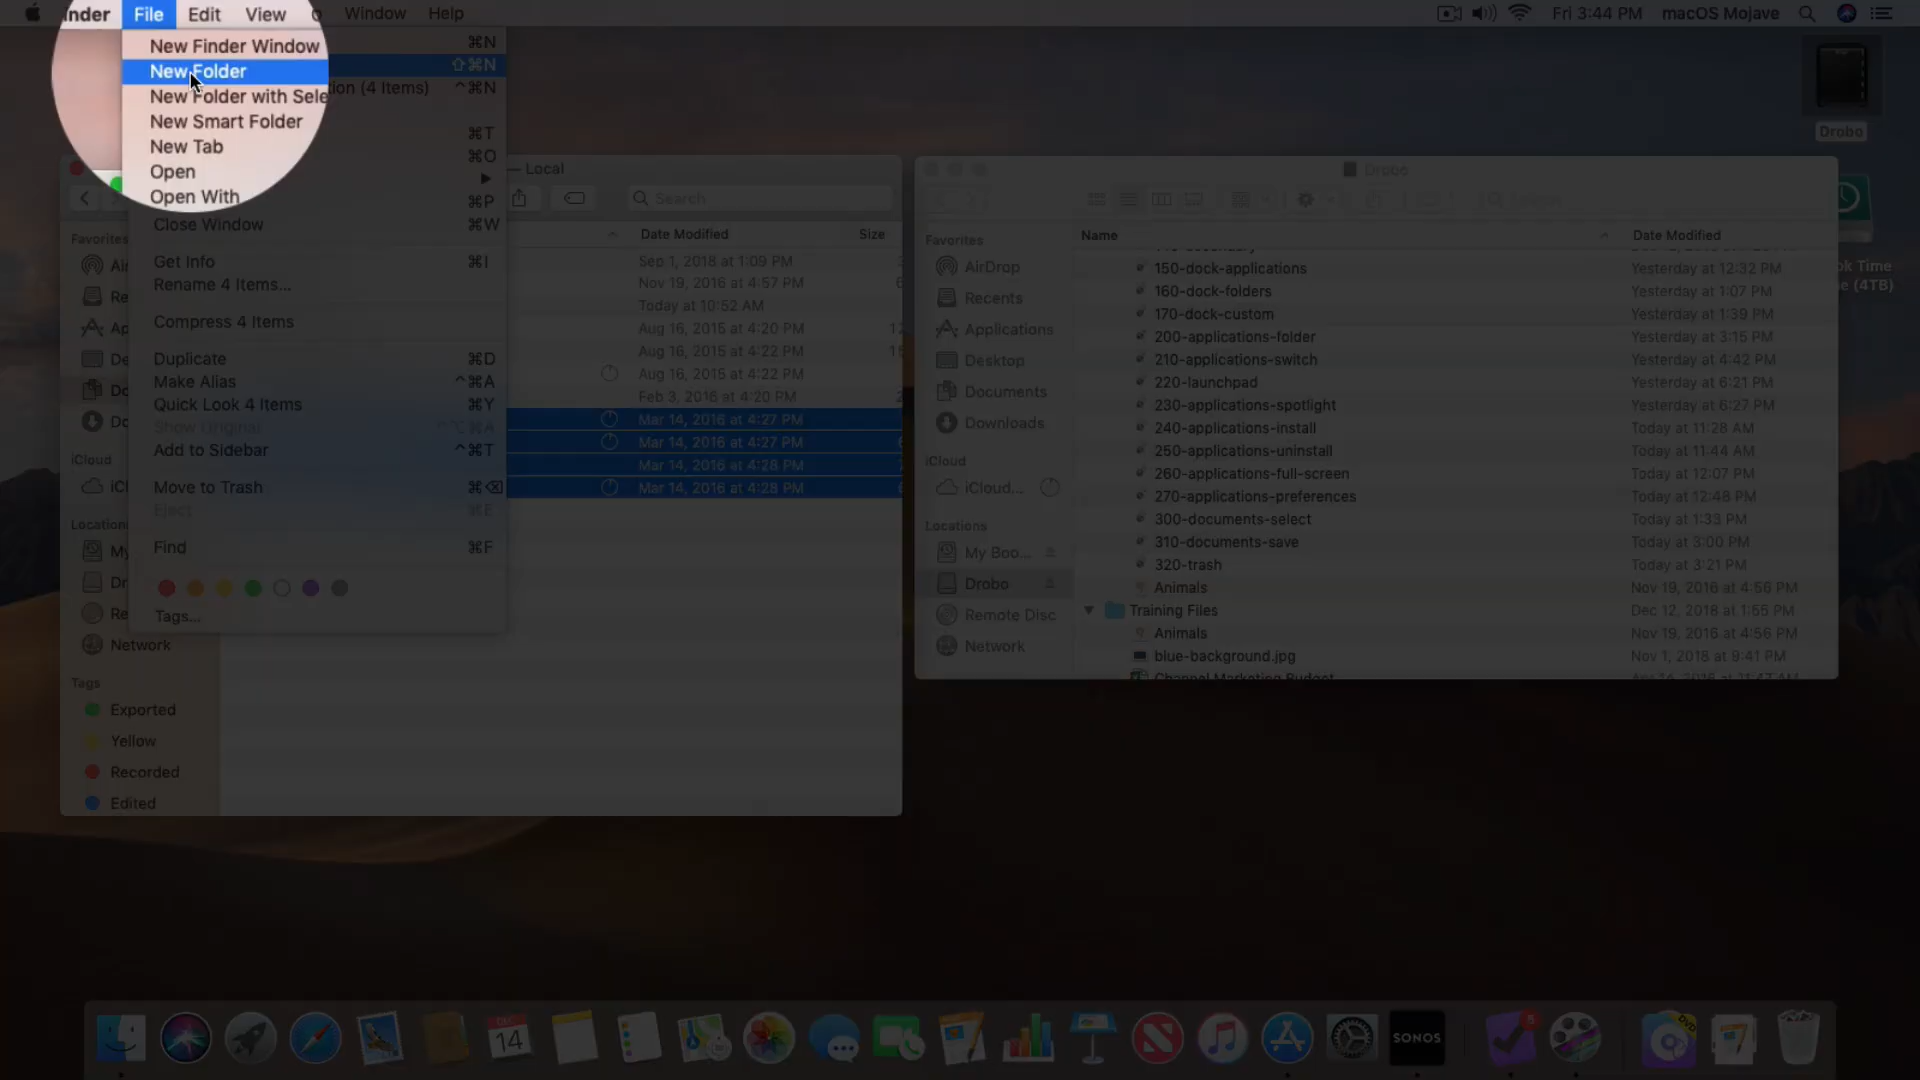 File Edit View Window Help
Fri 3:44 PM macOS Mojave
New Finder Window ⌘N
New Folder ⇧⌘N
New Folder with Sele tion (4 Items) ^⌘N
New Smart Folder
New Tab ⌘T
Open ⌘O
Open With
⌘P
Close Window ⌘W
Get Info ⌘I
Rename 4 Items...
Compress 4 Items
Duplicate ⌘D
Make Alias ^⌘A
Quick Look 4 Items ⌘Y
Show Original
Add to Sidebar ^⌘T
Move to Trash ⌘⌫
Eject ⌘E
Find ⌘F
Tags...
— Local
Search
Date Modified Size
Sep 1, 2018 at 1:09 PM
Nov 19, 2016 at 4:57 PM
Today at 10:52 AM
Aug 16, 2015 at 4:20 PM
Aug 16, 2015 at 4:22 PM
Aug 16, 2015 at 4:22 PM
Feb 3, 2016 at 4:20 PM
Mar 14, 2016 at 4:27 PM
Mar 14, 2016 at 4:27 PM
Mar 14, 2016 at 4:28 PM
Mar 14, 2016 at 4:28 PM
Favorites
iCloud
Network
Tags
Exported
Yellow
Recorded
Edited
Drobo
Favorites
AirDrop
Recents
Applications
Desktop
Documents
Downloads
iCloud
iCloud...
Locations
My Boo...
Drobo
Remote Disc
Network
Name Date Modified
150-dock-applications Yesterday at 12:32 PM
160-dock-folders Yesterday at 1:07 PM
170-dock-custom Yesterday at 1:39 PM
200-applications-folder Yesterday at 3:15 PM
210-applications-switch Yesterday at 4:42 PM
220-launchpad Yesterday at 6:21 PM
230-applications-spotlight Yesterday at 6:27 PM
240-applications-install Today at 11:28 AM
250-applications-uninstall Today at 11:44 AM
260-applications-full-screen Today at 12:07 PM
270-applications-preferences Today at 12:48 PM
300-documents-select Today at 1:33 PM
310-documents-save Today at 3:00 PM
320-trash Today at 3:21 PM
Animals Nov 19, 2016 at 4:56 PM
Training Files Dec 12, 2018 at 1:55 PM
Animals Nov 19, 2016 at 4:56 PM
blue-background.jpg Nov 1, 2018 at 9:41 PM
Channel Marketing Budget
Drobo
ok Time
e (4TB)
DEC
14
SONOS
5
DVD